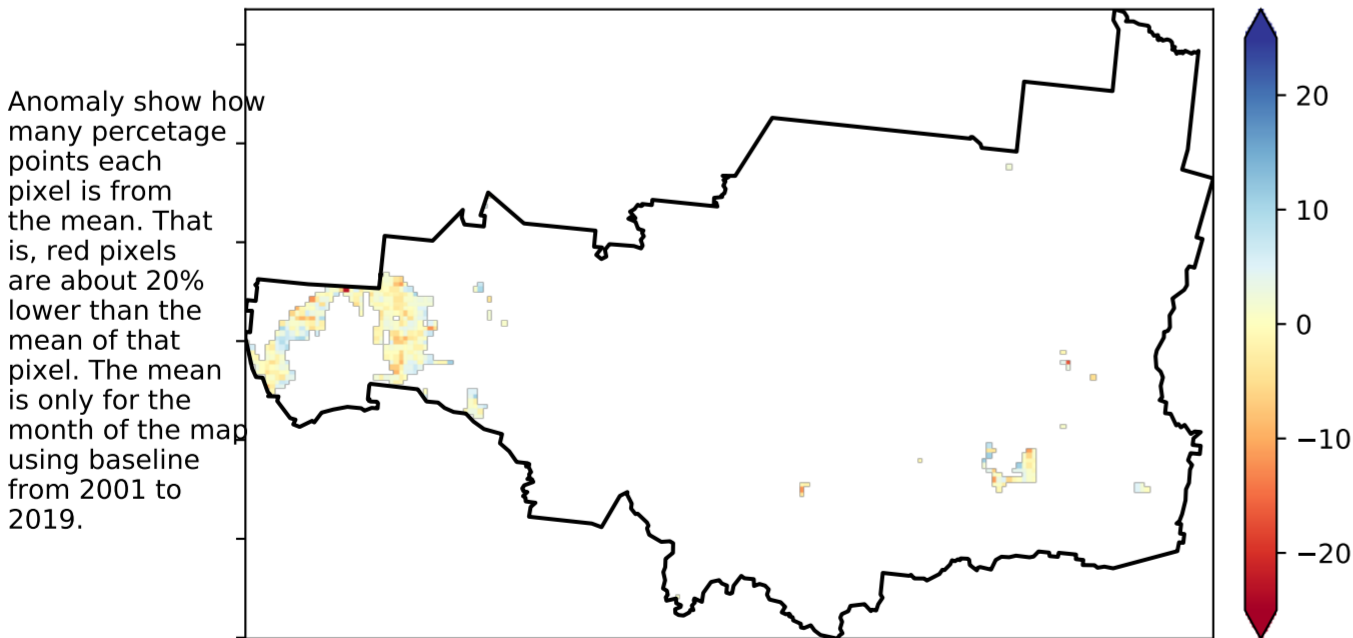 Anomaly show how
many percetage
points each
pixel is from
the mean. That
is, red pixels
are about 20%
lower than the
mean of that
pixel. The mean
is only for the
month of the map
using baseline
from 2001 to
2019.
20
10
0
−10
−20